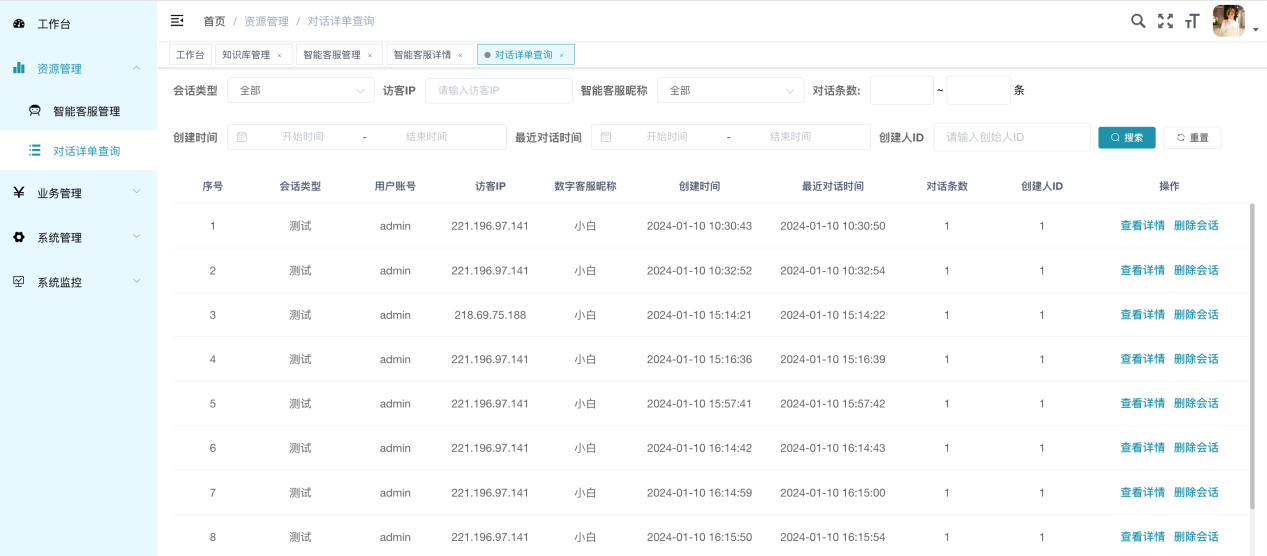 工作台
资源管理
智能客服管理
对话详单查询
业务管理
系统管理
系统监控
首页 / 资源管理 / 对话详单查询
工作台 知识库管理 × 智能客服管理 × 智能客服详情 × 对话详单查询 ×
会话类型 全部 访客IP 请输入访客IP 智能客服昵称 全部 对话条数: ~ 条
创建时间 开始时间 - 结束时间 最近对话时间 开始时间 - 结束时间 创建人ID 请输入创始人ID 搜索 重置
序号 会话类型 用户账号 访客IP 数字客服昵称 创建时间 最近对话时间 对话条数 创建人ID 操作
1 测试 admin 221.196.97.141 小白 2024-01-10 10:30:43 2024-01-10 10:30:50 1 1 查看详情 删除会话
2 测试 admin 221.196.97.141 小白 2024-01-10 10:32:52 2024-01-10 10:32:54 1 1 查看详情 删除会话
3 测试 admin 218.69.75.188 小白 2024-01-10 15:14:21 2024-01-10 15:14:22 1 1 查看详情 删除会话
4 测试 admin 221.196.97.141 小白 2024-01-10 15:16:36 2024-01-10 15:16:39 1 1 查看详情 删除会话
5 测试 admin 221.196.97.141 小白 2024-01-10 15:57:41 2024-01-10 15:57:42 1 1 查看详情 删除会话
6 测试 admin 221.196.97.141 小白 2024-01-10 16:14:42 2024-01-10 16:14:43 1 1 查看详情 删除会话
7 测试 admin 221.196.97.141 小白 2024-01-10 16:14:59 2024-01-10 16:15:00 1 1 查看详情 删除会话
8 测试 admin 221.196.97.141 小白 2024-01-10 16:15:50 2024-01-10 16:15:54 1 1 查看详情 删除会话